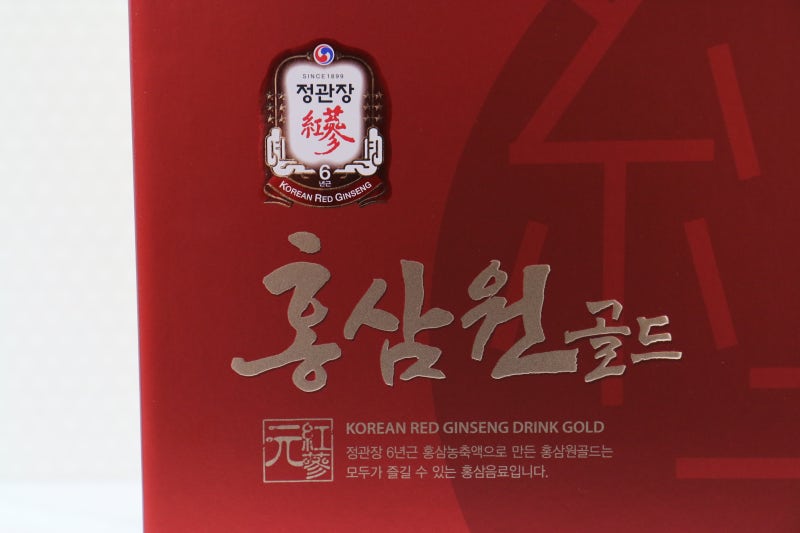 SINCE 1899
정관장
紅蔘
6
년근
KOREAN RED GINSENG
홍삼원골드
元 紅蔘
KOREAN RED GINSENG DRINK GOLD
정관장 6년근 홍삼농축액으로 만든 홍삼원골드는
모두가 즐길 수 있는 홍삼음료입니다.